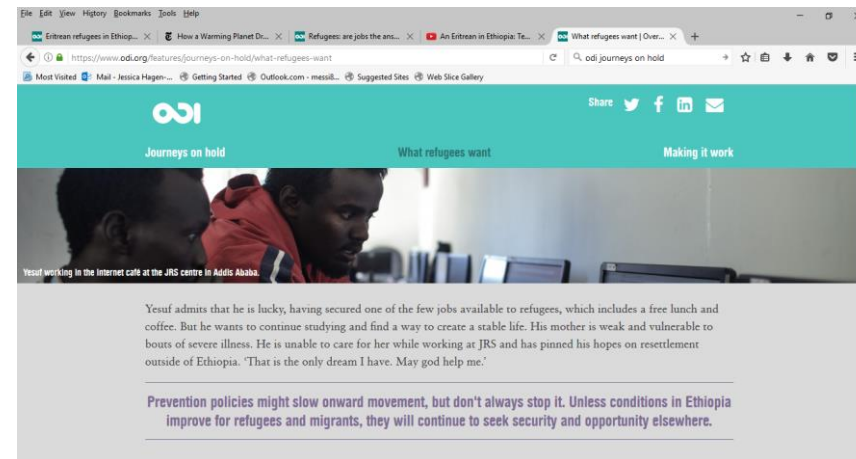 File Edit View History Bookmarks Tools Help
Eritrean refugees in Ethiop... × How a Warming Planet Dr... × Refugees: are jobs the ans... × An Eritrean in Ethiopia: Te... × What refugees want | Over... × +
https://www.odi.org/features/journeys-on-hold/what-refugees-want odi journeys on hold
Most Visited Mail - Jessica Hagen-... Getting Started Outlook.com - messi8... Suggested Sites Web Slice Gallery
odi
Share
Journeys on hold What refugees want Making it work
Yesuf working in the internet café at the JRS centre in Addis Ababa.
Yesuf admits that he is lucky, having secured one of the few jobs available to refugees, which includes a free lunch and
coffee. But he wants to continue studying and find a way to create a stable life. His mother is weak and vulnerable to
bouts of severe illness. He is unable to care for her while working at JRS and has pinned his hopes on resettlement
outside of Ethiopia. ‘That is the only dream I have. May god help me.’
Prevention policies might slow onward movement, but don't always stop it. Unless conditions in Ethiopia
improve for refugees and migrants, they will continue to seek security and opportunity elsewhere.